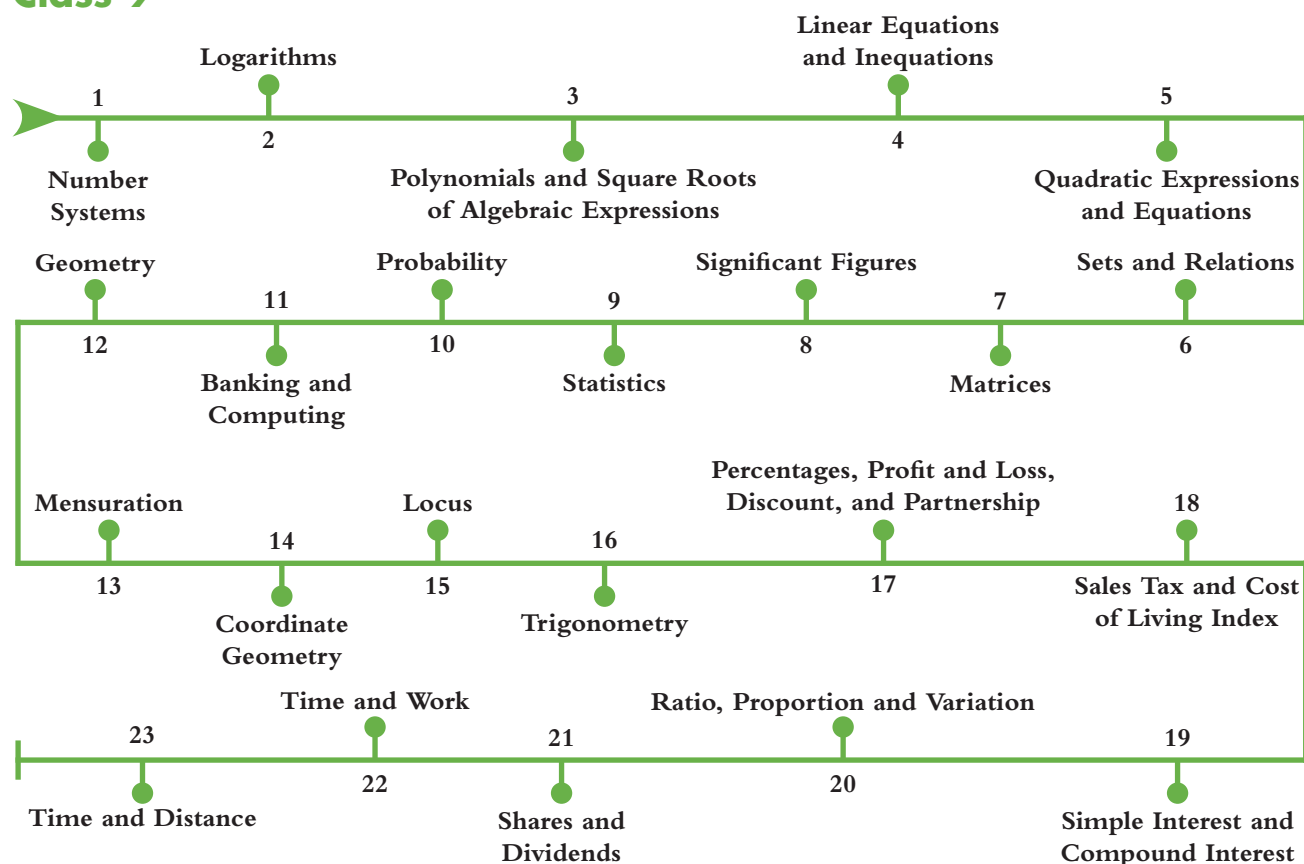 Logarithms
Linear Equations
and Inequations
1
3
5
2
4
Number
Systems
Polynomials and Square Roots
of Algebraic Expressions
Quadratic Expressions
and Equations
Geometry
Probability
Significant Figures
Sets and Relations
11
9
7
12
10
8
6
Banking and
Computing
Statistics
Matrices
Mensuration
Locus
Percentages, Profit and Loss,
Discount, and Partnership
18
14
16
13
15
17
Coordinate
Geometry
Trigonometry
Sales Tax and Cost
of Living Index
Time and Work
Ratio, Proportion and Variation
23
21
19
22
20
Time and Distance
Shares and
Dividends
Simple Interest and
Compound Interest